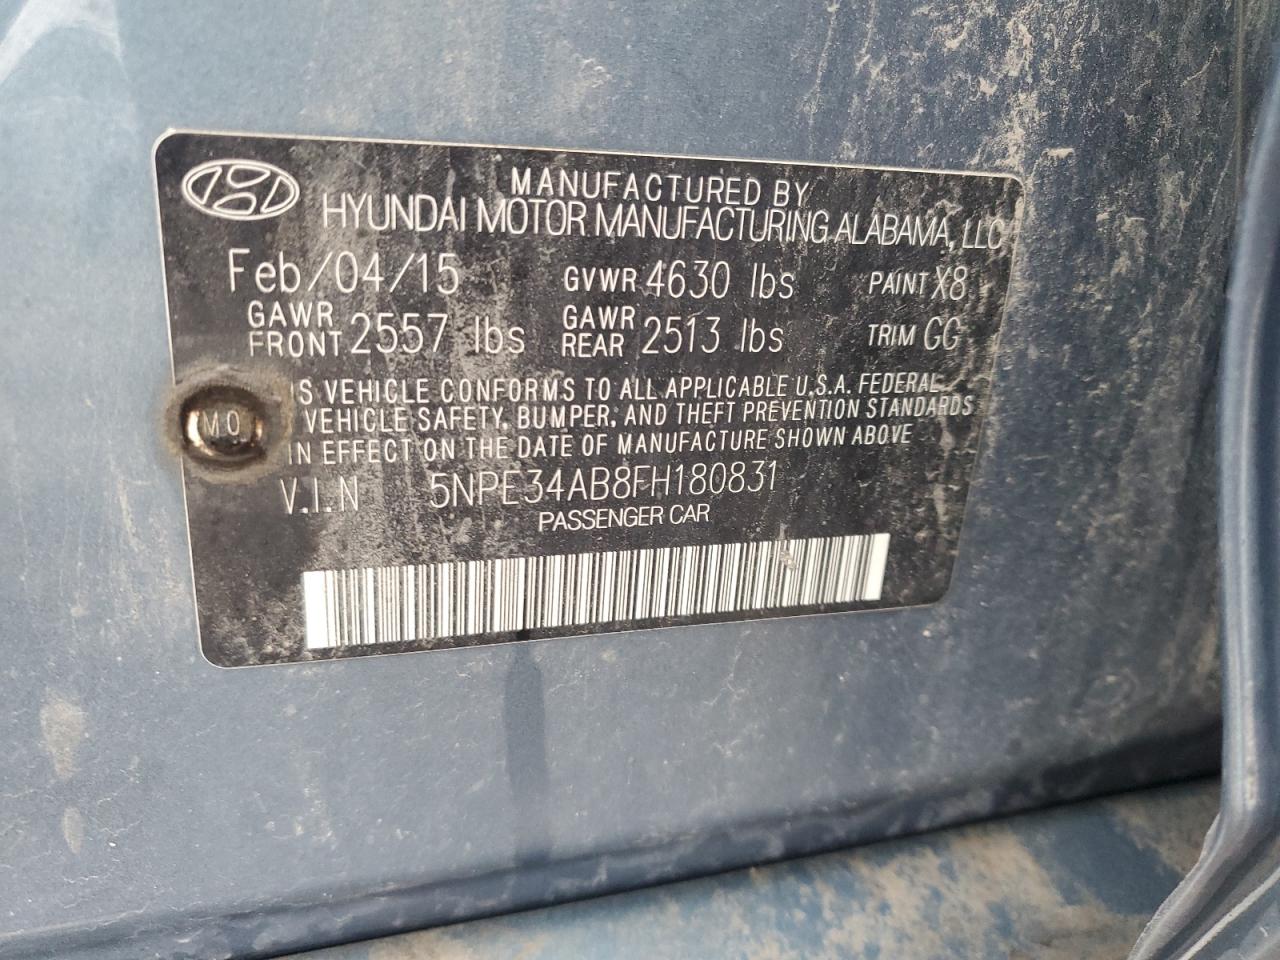 MANUFACTURED BY
HYUNDAI MOTOR MANUFACTURING ALABAMA, LLC
Feb/04/15 GVWR 4630 lbs PAINT X8
GAWR FRONT 2557 lbs GAWR REAR 2513 lbs TRIM GG
IS VEHICLE CONFORMS TO ALL APPLICABLE U.S.A. FEDERAL
MO VEHICLE SAFETY, BUMPER, AND THEFT PREVENTION STANDARDS
IN EFFECT ON THE DATE OF MANUFACTURE SHOWN ABOVE
V.I.N 5NPE34AB8FH180831
PASSENGER CAR